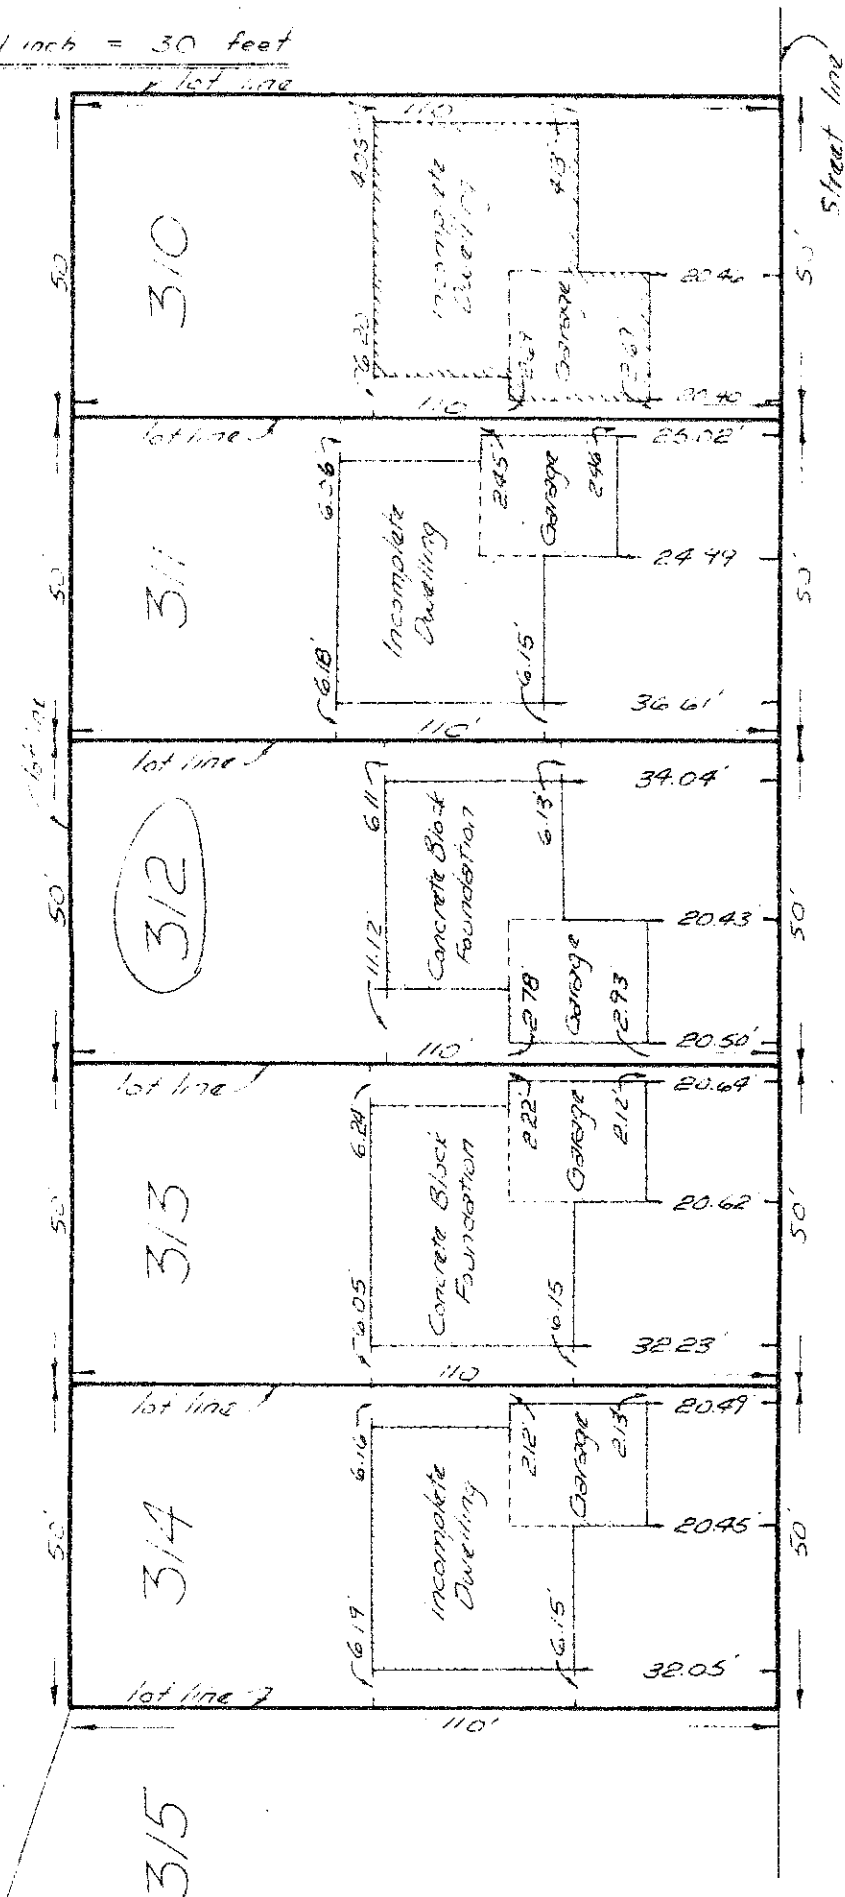 1 inch = 30 feet
lot line
street line
110
310
50
50'
4.13
Incomplete
Dwelling
Garage
20.46
6.20
2.67
2.67
20.40
110
lot line
25.02'
2.45'
2.46
311
50'
50'
Incomplete
Dwelling
Garage
24.49
6.18'
6.15'
36.61'
110'
lot line
lot line
34.04'
6.11
6.13'
312
50'
50'
Concrete Block
Foundation
Garage
20.43'
11.12'
2.78
2.93
20.50'
110'
lot line
20.64'
6.24
2.22
2.12'
313
50'
50'
Concrete Block
Foundation
Garage
20.62'
6.05'
6.15
32.23'
110
lot line
20.49'
6.16
2.12'
2.13'
314
50'
50'
Incomplete
Dwelling
Garage
20.45'
6.19'
6.15'
32.05'
lot line
110'
315